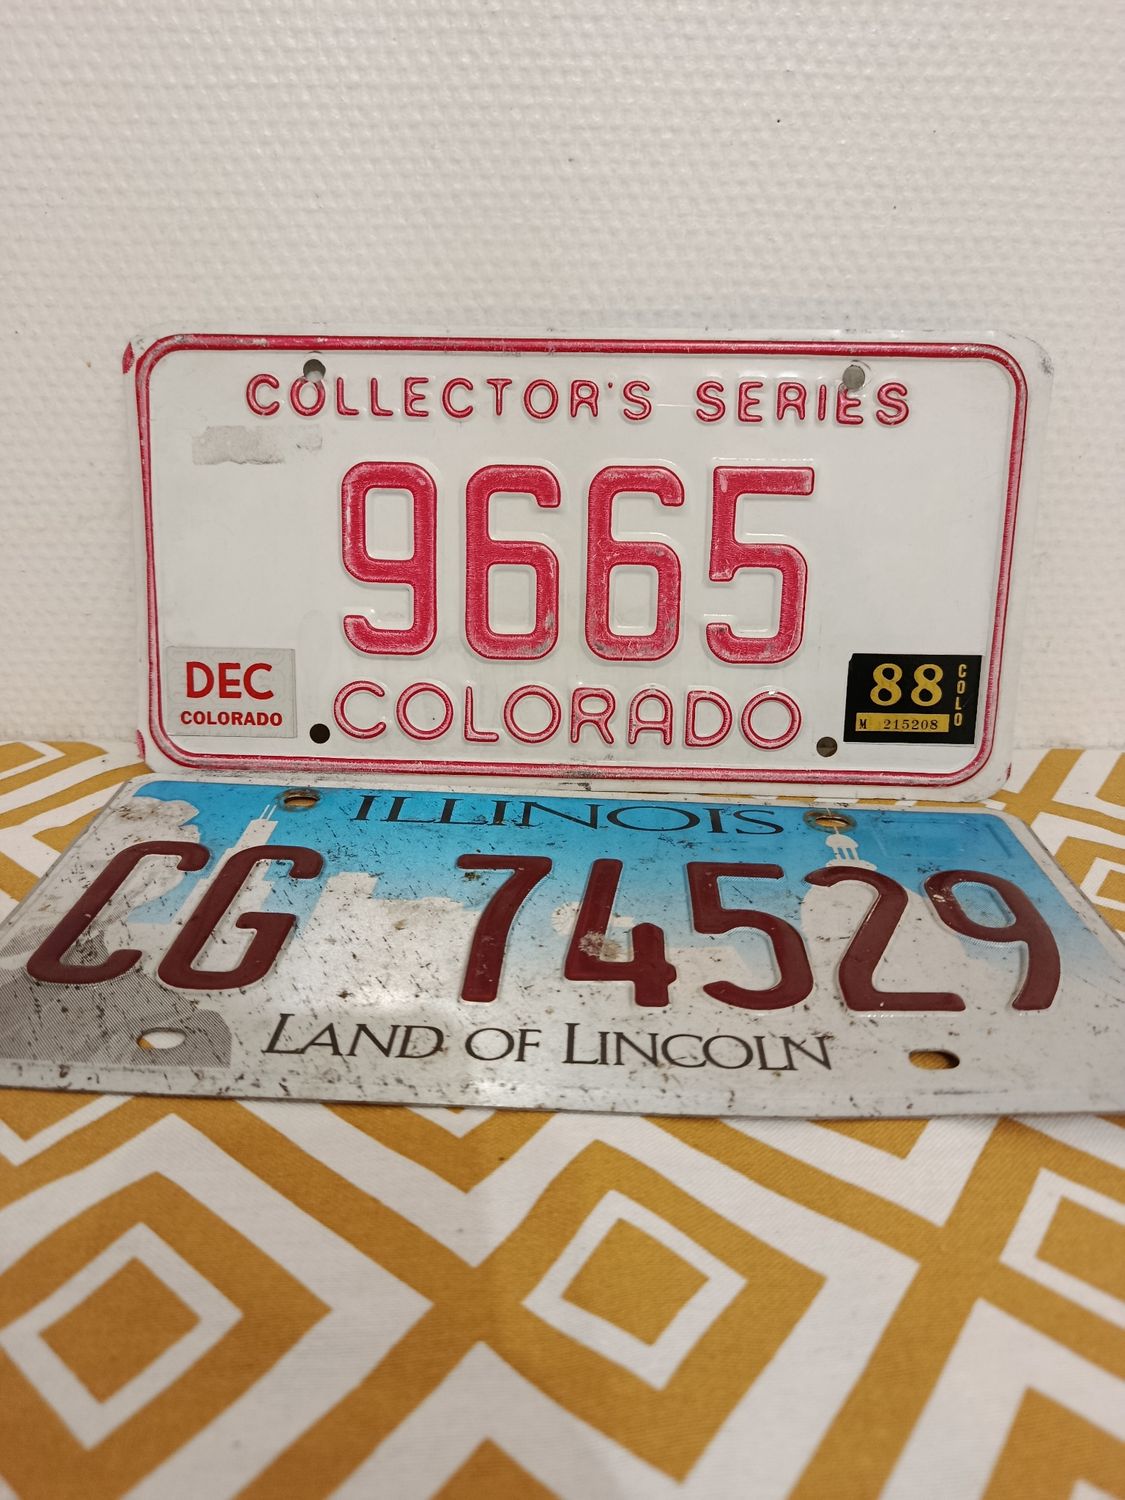 COLLECTOR'S SERIES
9665
DEC
COLORADO
COLORADO
88
COLO
M 215208
ILLINOIS
CG 74529
LAND OF LINCOLN